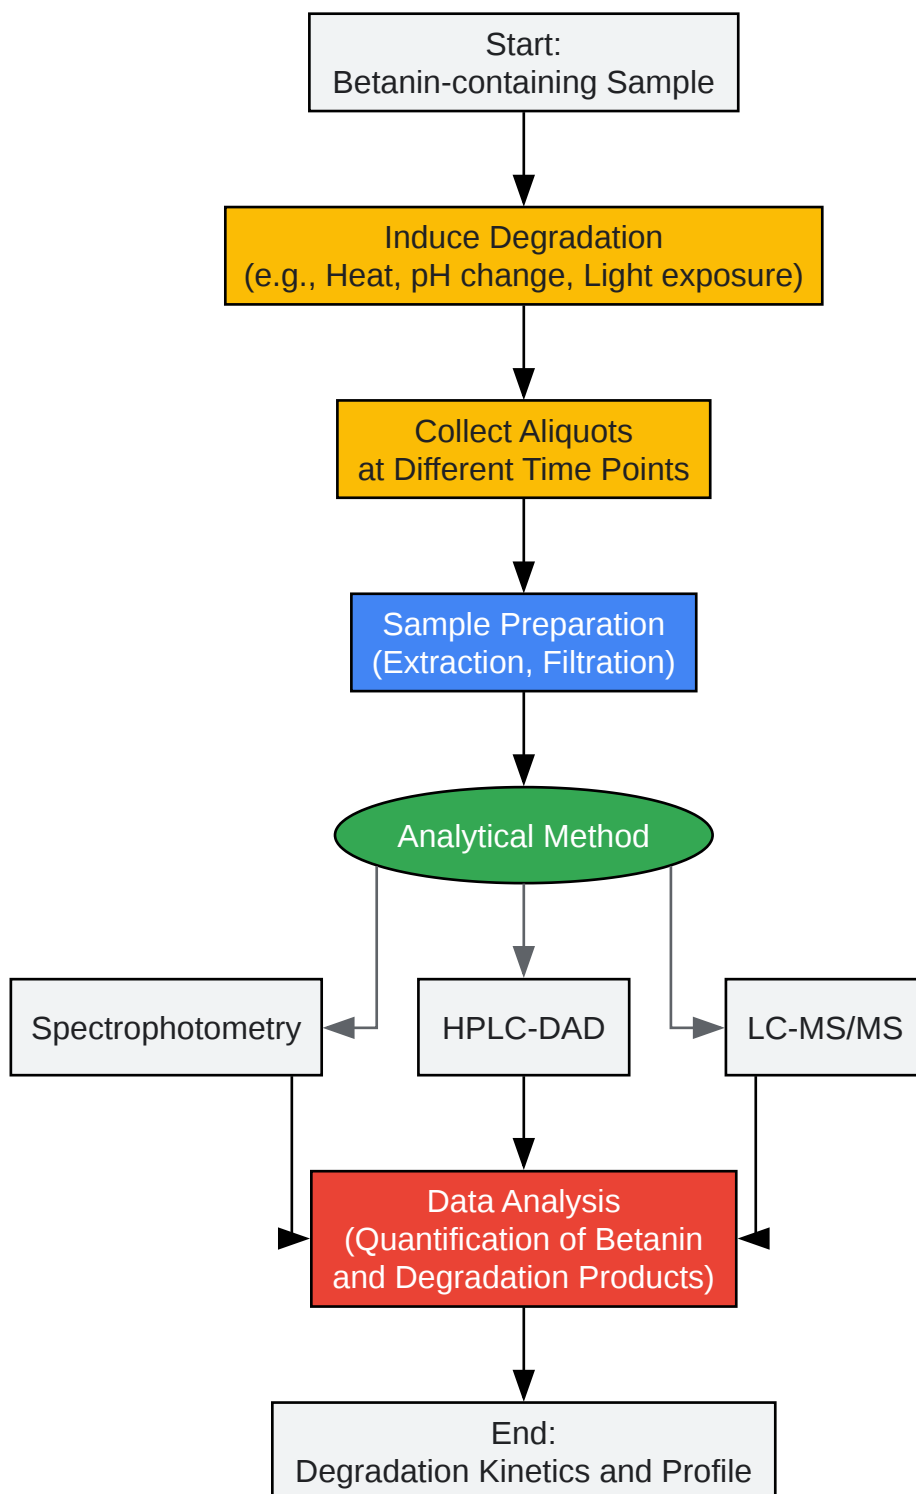 Start:
Betanin-containing Sample
Induce Degradation
(e.g., Heat, pH change, Light exposure)
Collect Aliquots
at Different Time Points
Sample Preparation
(Extraction, Filtration)
Analytical Method
Spectrophotometry
HPLC-DAD
LC-MS/MS
Data Analysis
(Quantification of Betanin
and Degradation Products)
End:
Degradation Kinetics and Profile